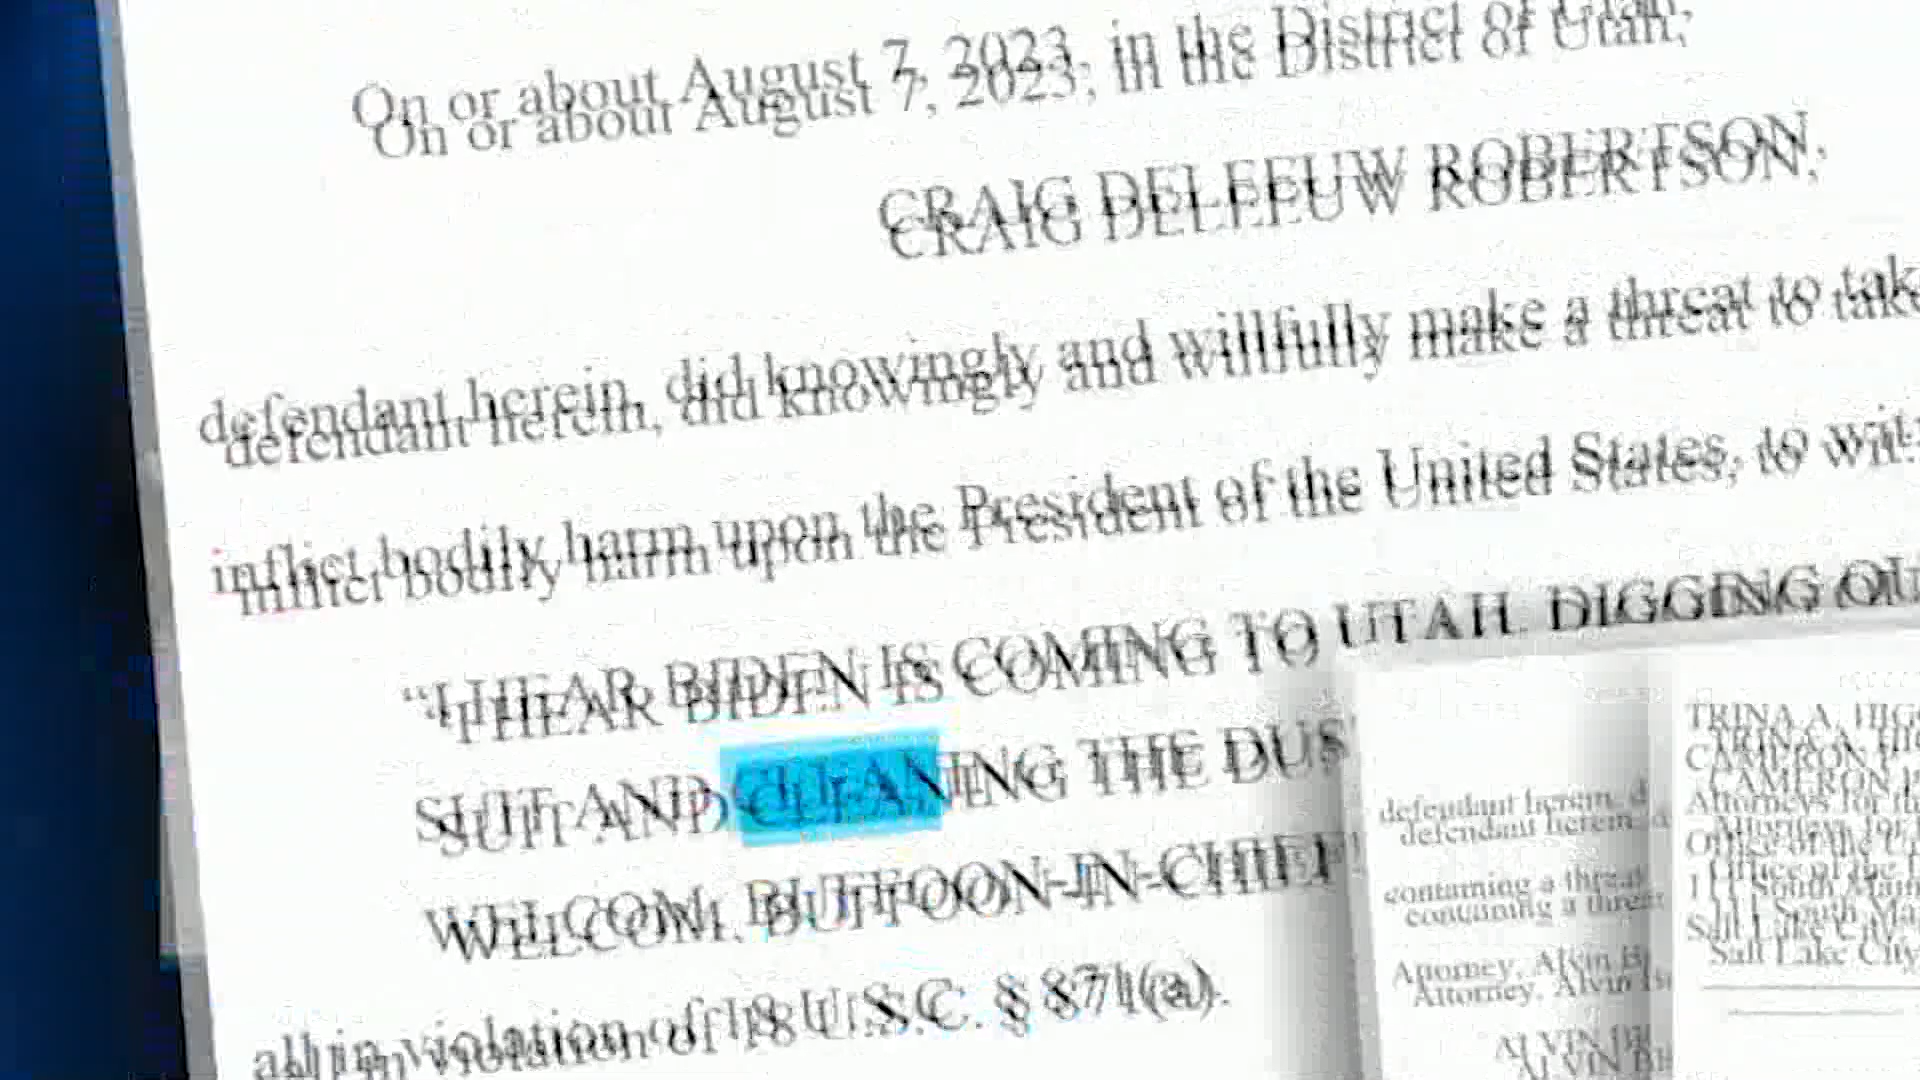 On or about August 7, 2023, in the District of Utah,
CRAIG DELEEUW ROBERTSON,
defendant herein, did knowingly and willfully make a threat to
inflict bodily harm upon the President of the United States, to wit:
"I HEAR BIDEN IS COMING TO UTAH. DIGGING
SUIT AND CLEANING THE
WELCOM, BUFFOON-IN-CHIEF
all in violation of 18 U.S.C. § 871(a).
defendant herein, d
containing a threat
Attorney, Alvin
ALVIN
TRINA A.
CAMERON
Attorneys for
Office of the
111 South
Salt Lake City